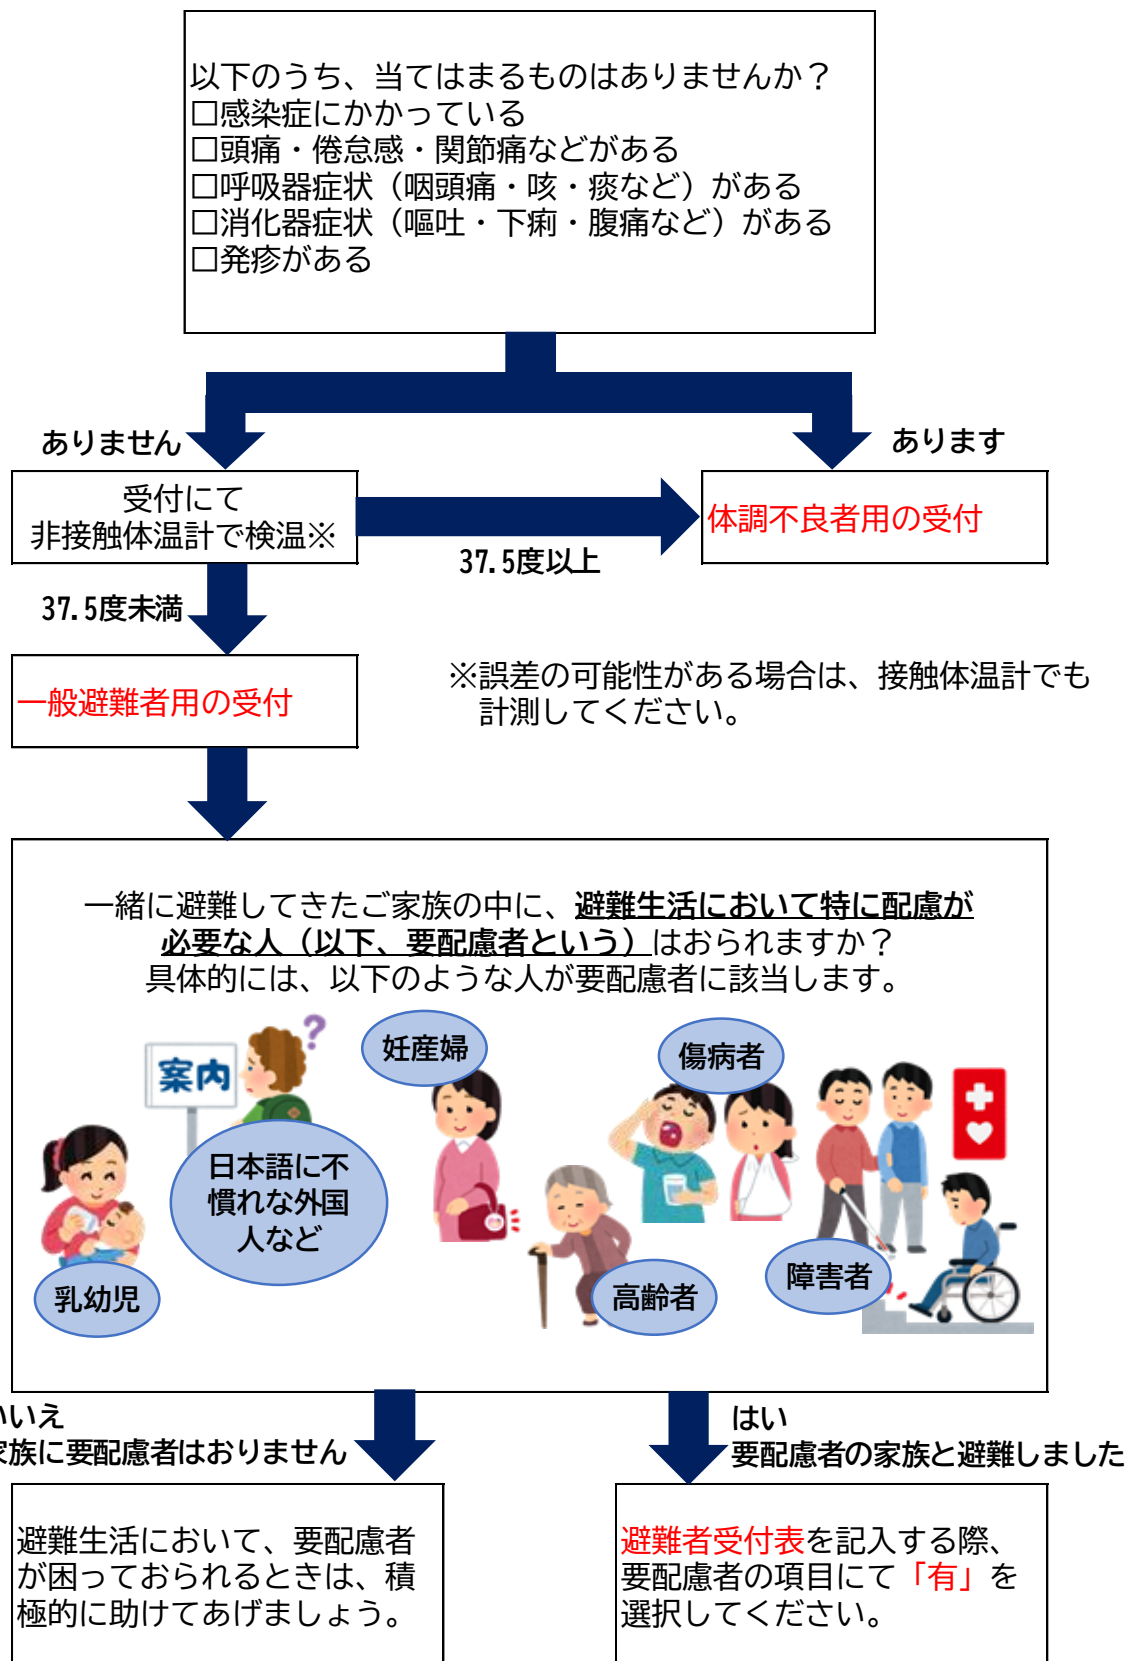 以下のうち、当てはまるものはありませんか？
□感染症にかかっている
□頭痛・倦怠感・関節痛などがある
□呼吸器症状（咽頭痛・咳・痰など）がある
□消化器症状（嘔吐・下痢・腹痛など）がある
□発疹がある
ありません
あります
受付にて
非接触体温計で検温※
体調不良者用の受付
37.5度以上
37.5度未満
一般避難者用の受付
※誤差の可能性がある場合は、接触体温計でも
計測してください。
一緒に避難してきたご家族の中に、避難生活において特に配慮が
必要な人（以下、要配慮者という）はおられますか？
具体的には、以下のような人が要配慮者に該当します。
案内
?
妊産婦
傷病者
日本語に不
慣れな外国
人など
乳幼児
高齢者
障害者
いいえ
家族に要配慮者はおりません
はい
要配慮者の家族と避難しました
避難生活において、要配慮者
が困っておられるときは、積
極的に助けてあげましょう。
避難者受付表を記入する際、
要配慮者の項目にて「有」を
選択してください。